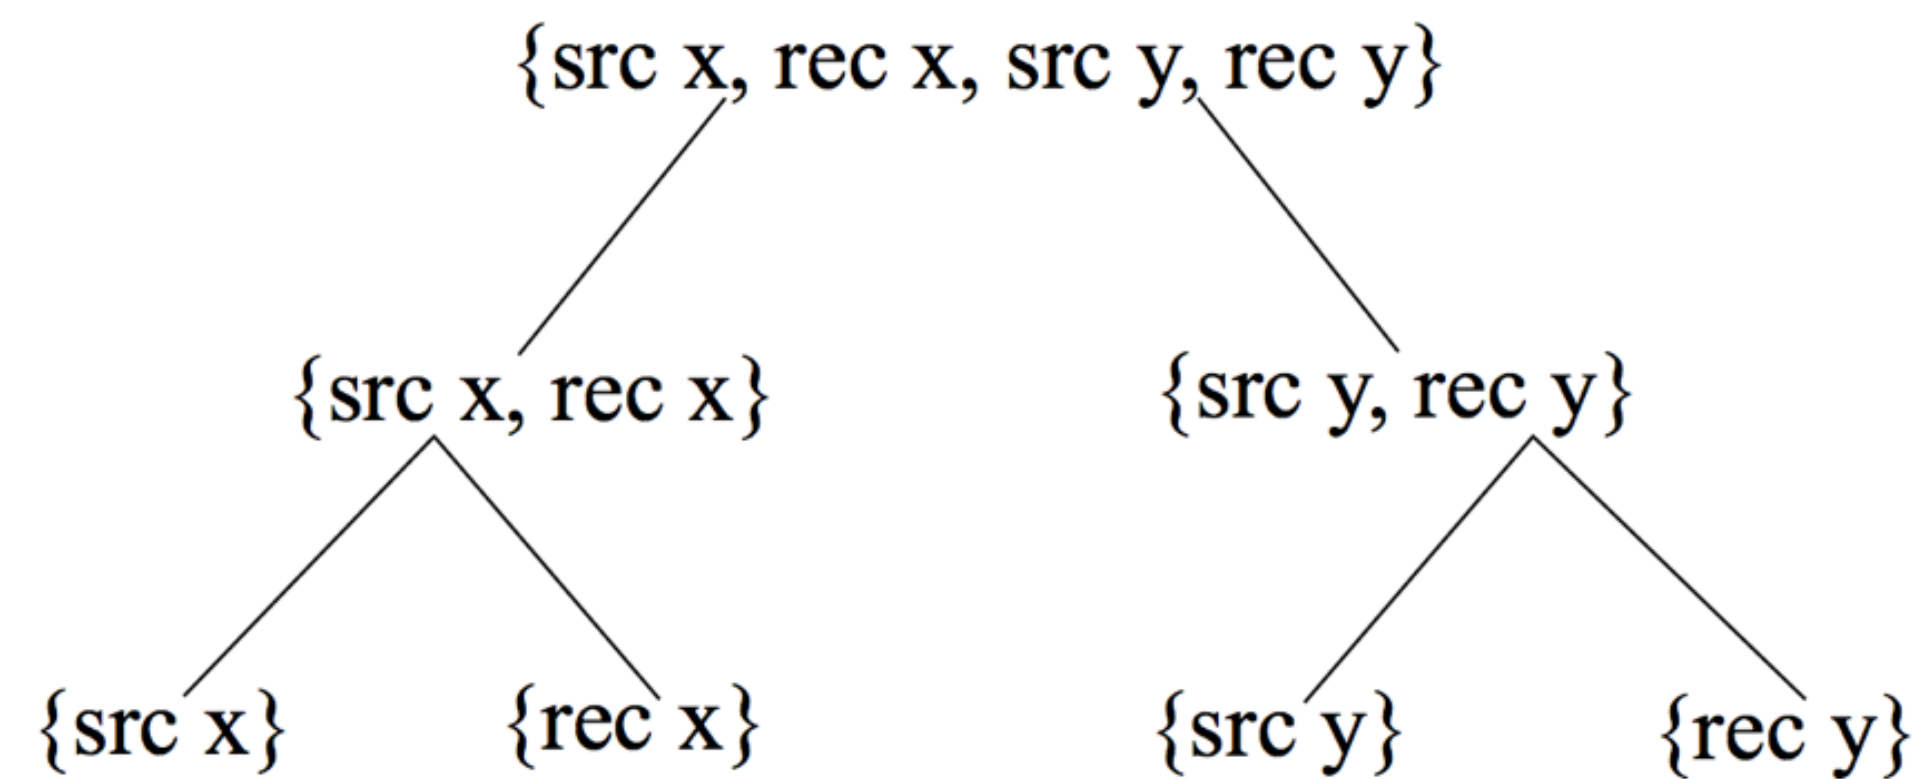 {src x, rec x, src y, rec y}
{src x, rec x} {src y, rec y}
{src x} {rec x} {src y} {rec y}